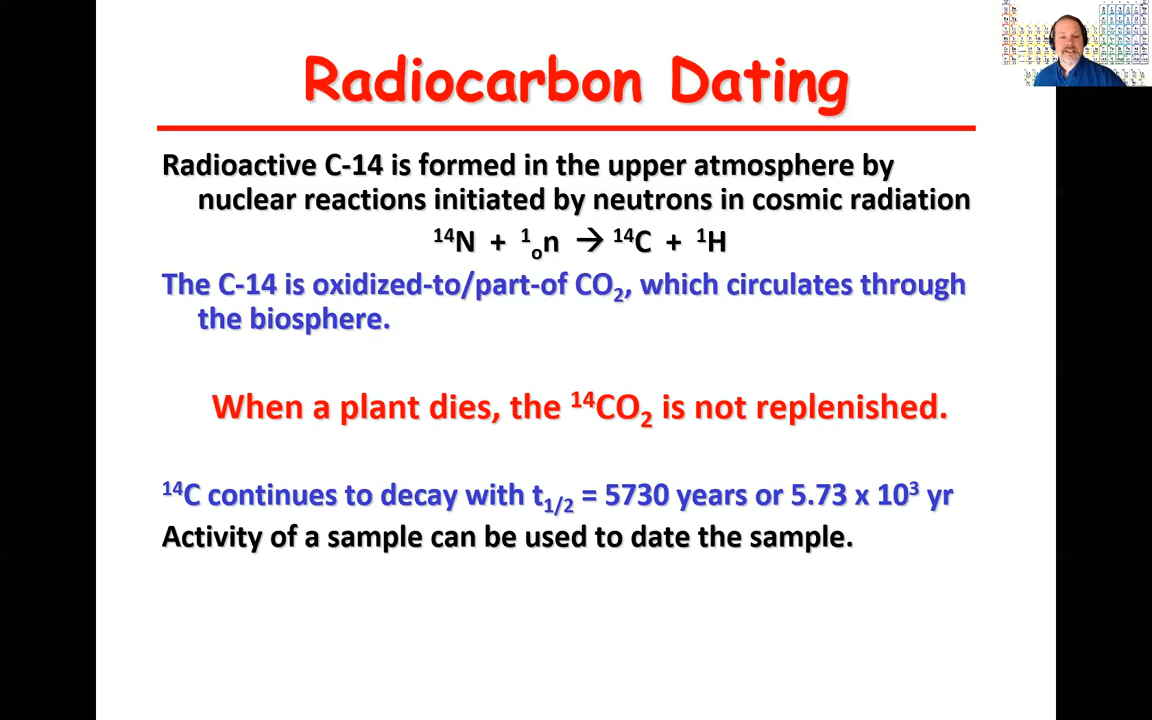 Radiocarbon Dating
Radioactive C-14 is formed in the upper atmosphere by
nuclear reactions initiated by neutrons in cosmic radiation
¹⁴N + ¹₀n → ¹⁴C + ¹H
The C-14 is oxidized-to/part-of CO₂, which circulates through
the biosphere.
When a plant dies, the ¹⁴CO₂ is not replenished.
¹⁴C continues to decay with t₁/₂ = 5730 years or 5.73 x 10³ yr
Activity of a sample can be used to date the sample.